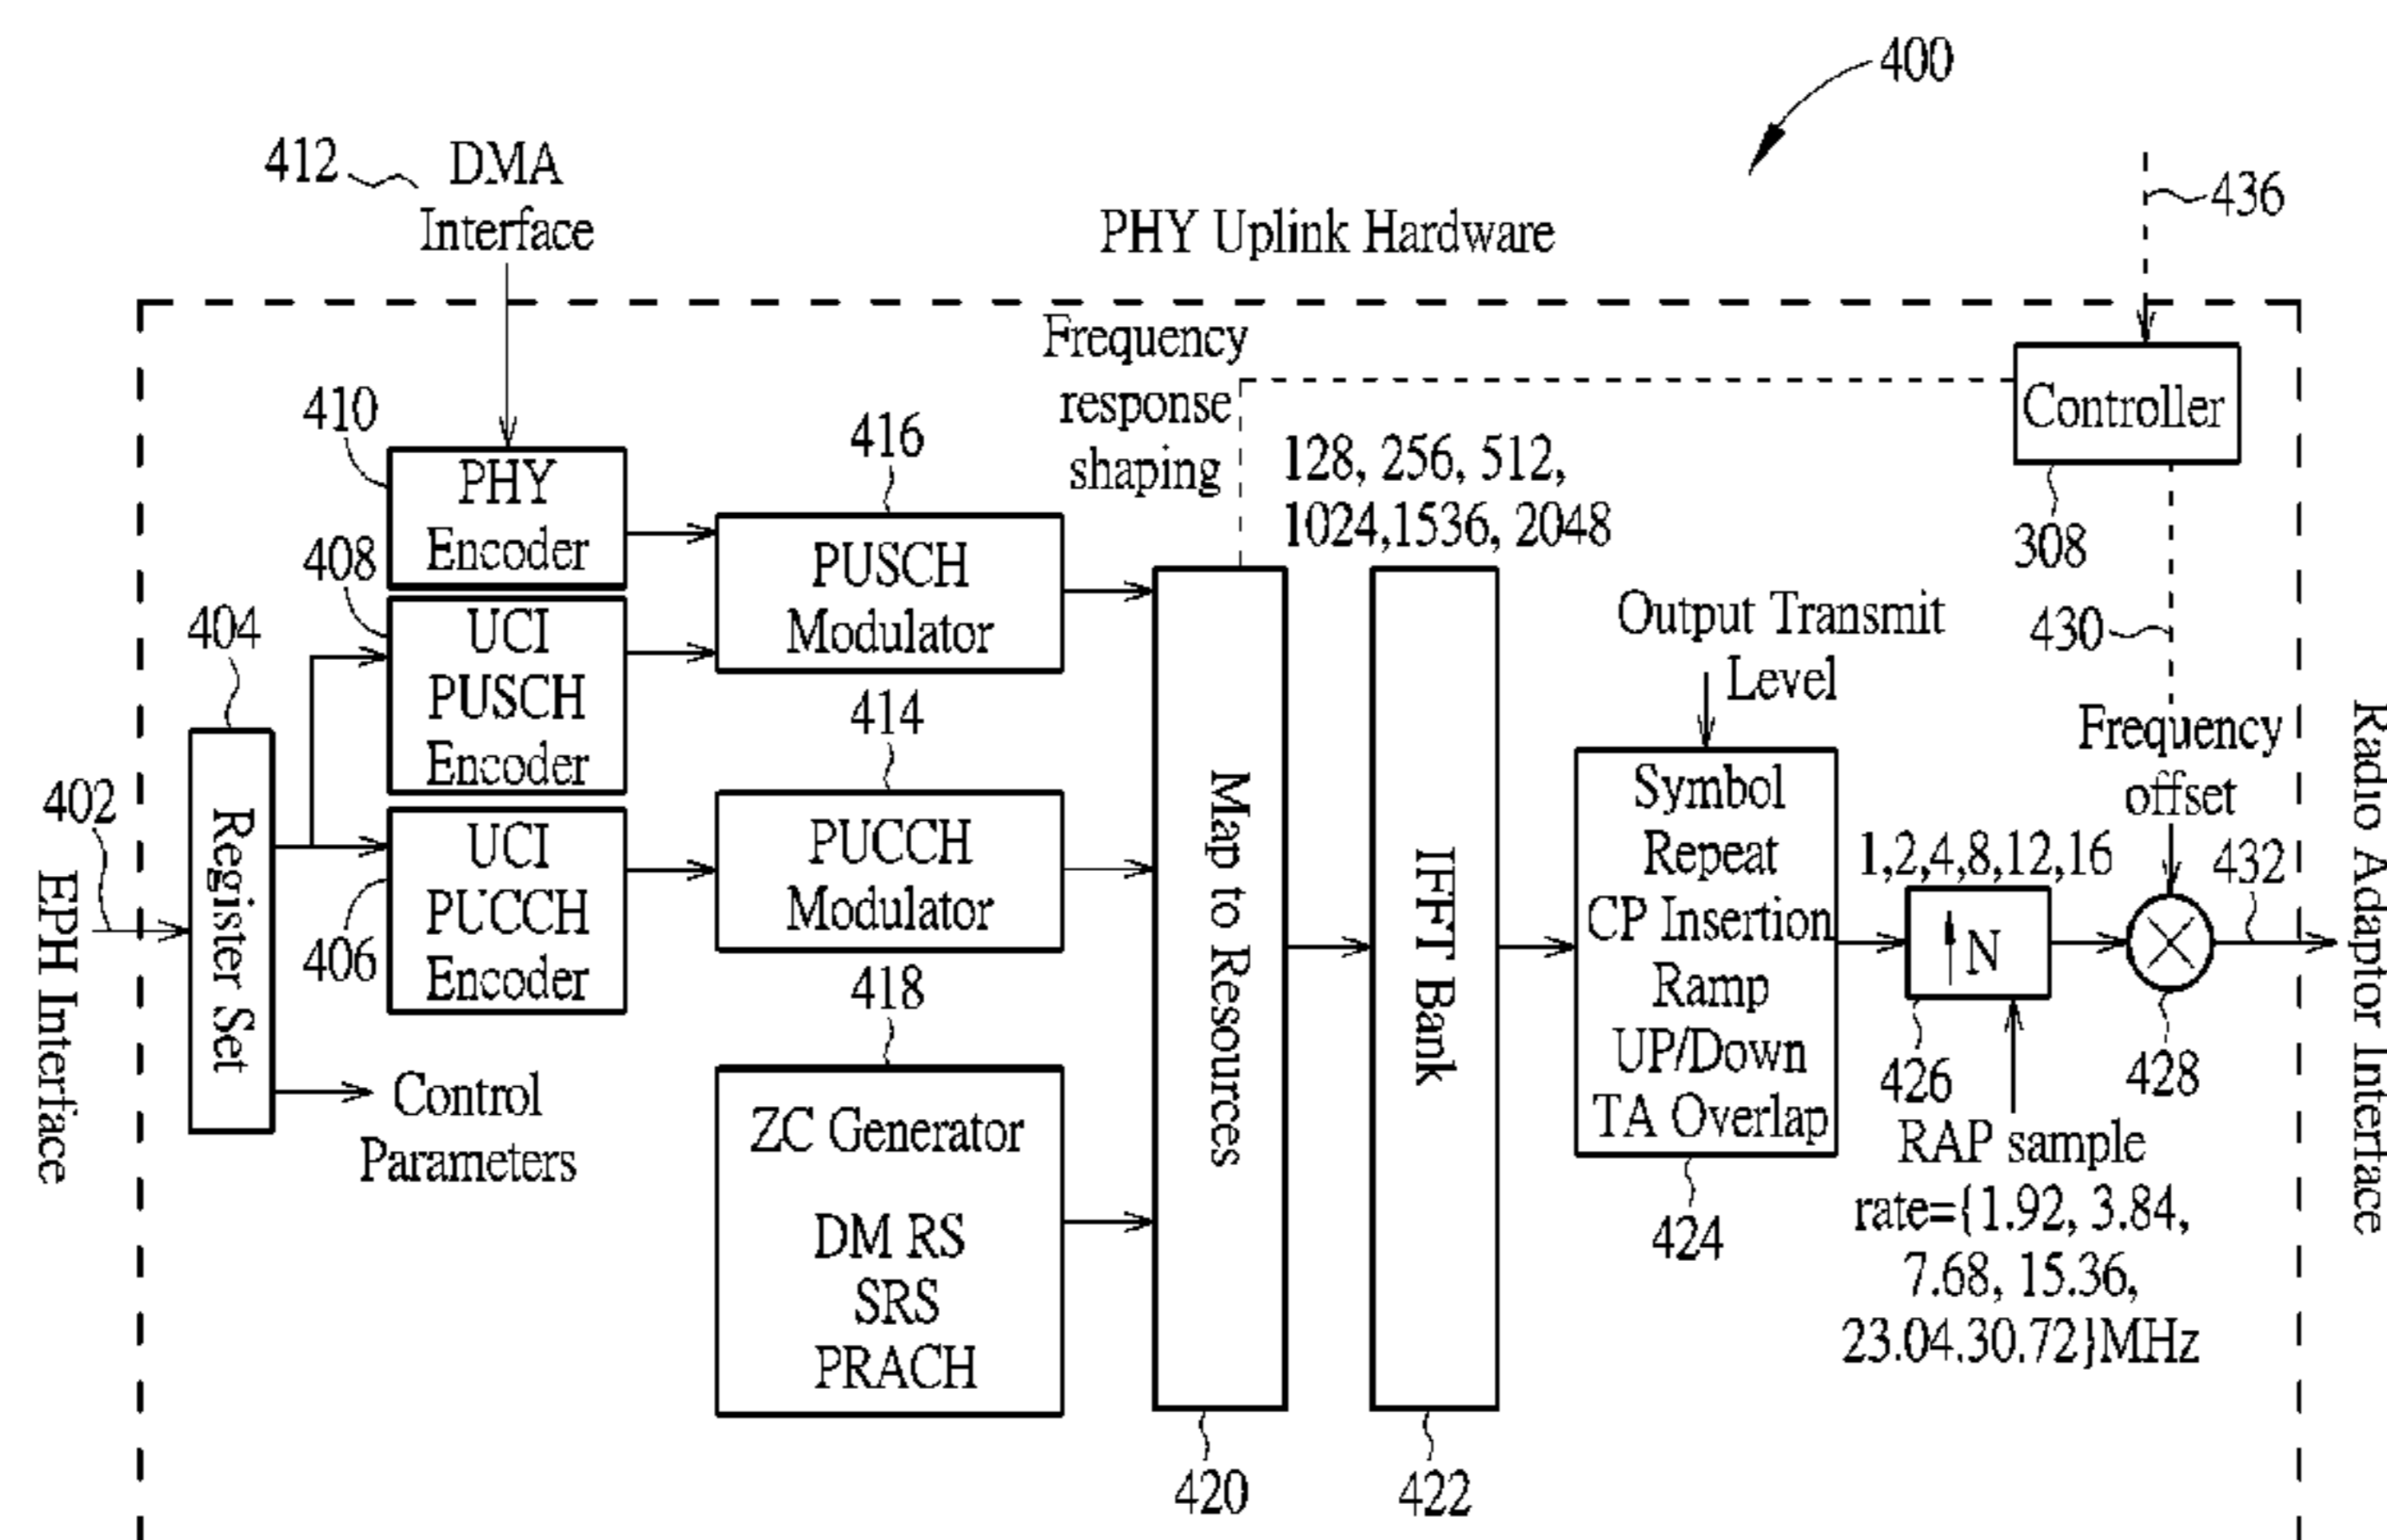 400
412
DMA
Interface
436
PHY Uplink Hardware
Frequency
response
shaping
Controller
308
410
PHY
Encoder
416
PUSCH
Modulator
128, 256, 512,
1024,1536, 2048
408
UCI
PUSCH
Encoder
404
Register Set
402
EPH Interface
406
UCI
PUCCH
Encoder
414
PUCCH
Modulator
Control
Parameters
418
ZC Generator
DM RS
SRS
PRACH
Map to Resources
420
IFFT Bank
422
Output Transmit
Level
Symbol
Repeat
CP Insertion
Ramp
UP/Down
TA Overlap
424
1,2,4,8,12,16
N
426
RAP sample
rate={1.92, 3.84,
7.68, 15.36,
23.04.30.72}MHz
430
Frequency
offset
428
432
Radio Adaptor Interface